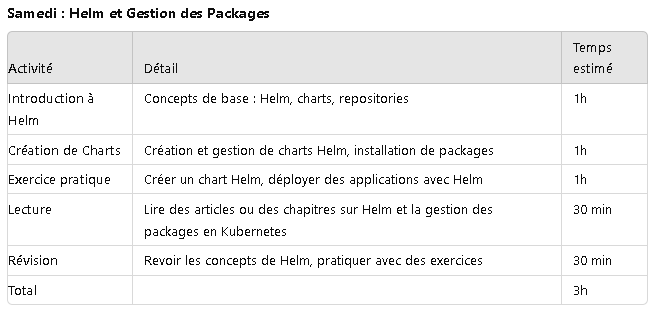 Samedi : Helm et Gestion des Packages
Temps
Activité Détail estimé
Introduction à Concepts de base : Helm, charts, repositories 1h
Helm
Création de Charts Création et gestion de charts Helm, installation de packages 1h
Exercice pratique Créer un chart Helm, déployer des applications avec Helm 1h
Lecture Lire des articles ou des chapitres sur Helm et la gestion des 30 min
packages en Kubernetes
Révision Revoir les concepts de Helm, pratiquer avec des exercices 30 min
Total 3h